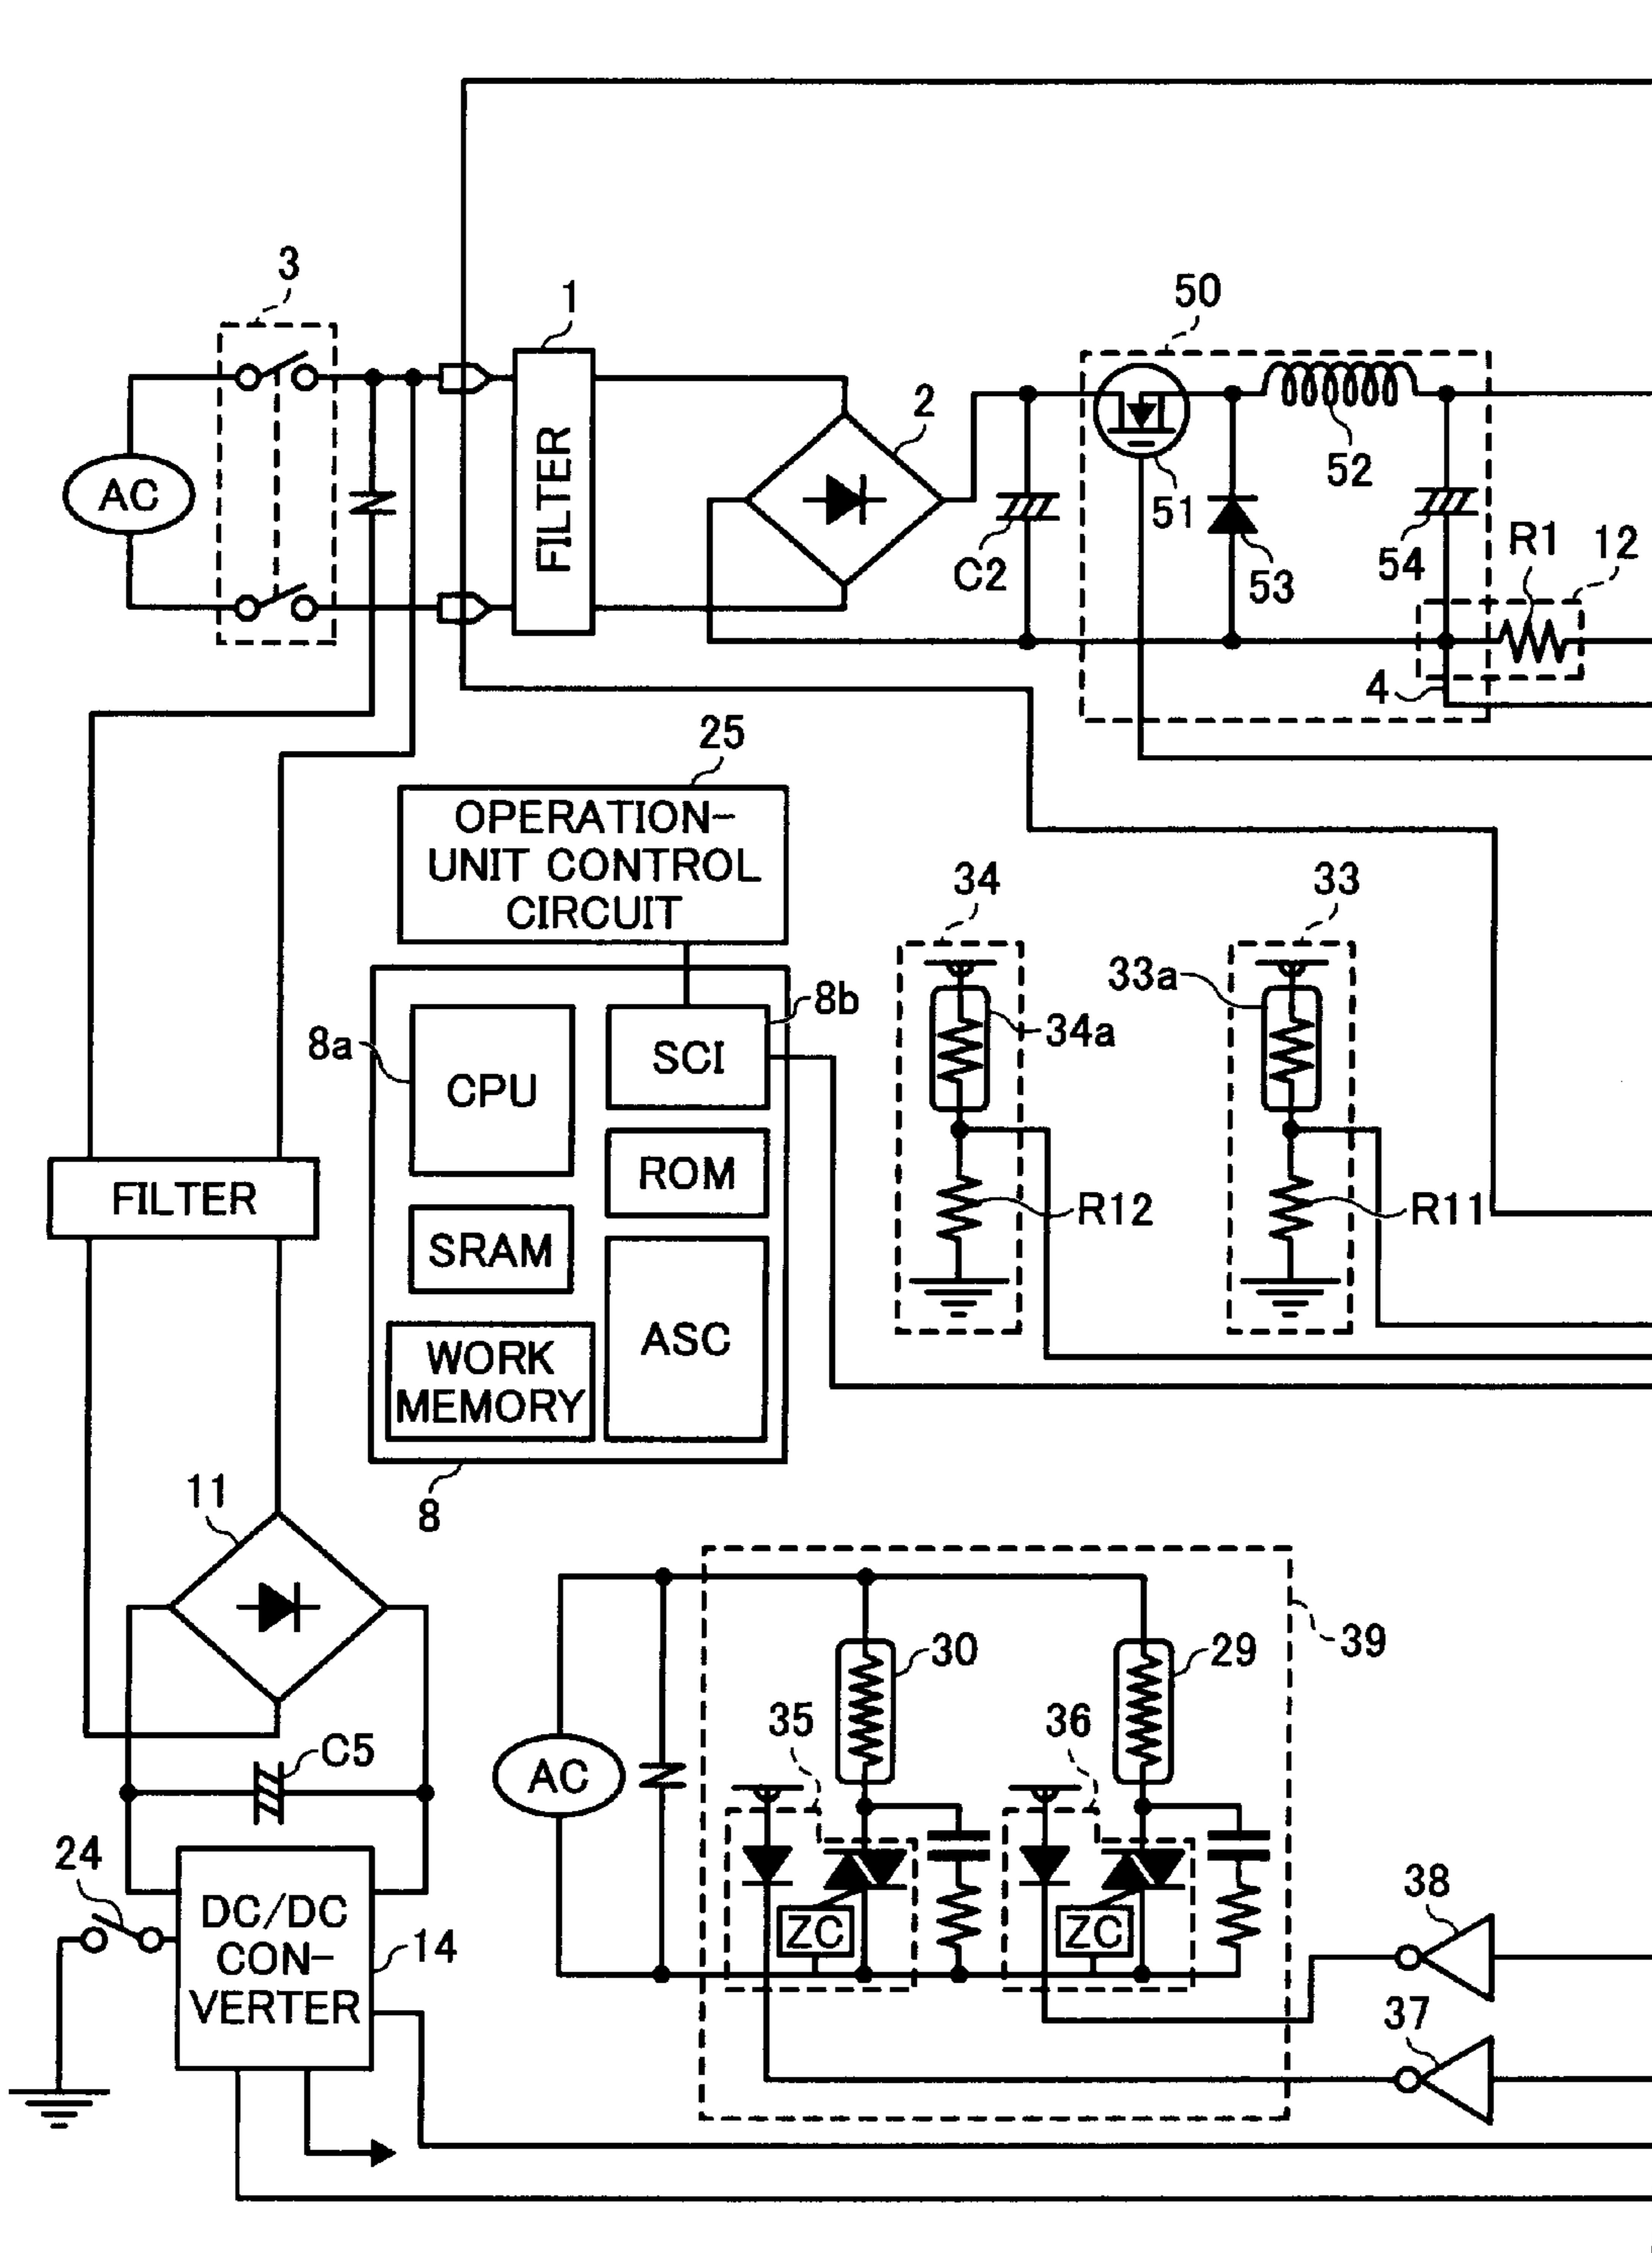 3
1
50
2
AC
FILTER
C2
51
52
53
54
R1
12
4
25
OPERATION-
UNIT CONTROL
CIRCUIT
34
33
33a
34a
8a
8b
CPU
SCI
ROM
SRAM
ASC
WORK
MEMORY
R12
R11
FILTER
8
11
C5
39
30
29
35
36
AC
ZC
ZC
24
DC/DC
CON-
VERTER
14
38
37